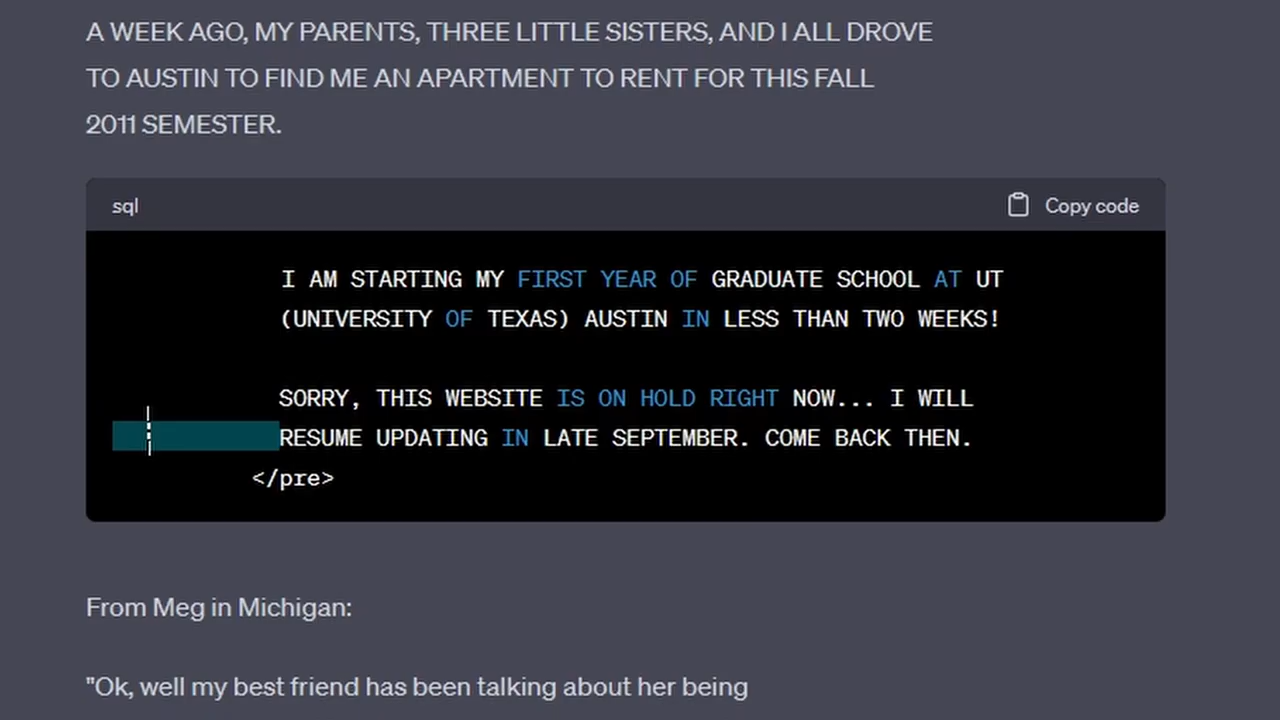 A WEEK AGO, MY PARENTS, THREE LITTLE SISTERS, AND I ALL DROVE
TO AUSTIN TO FIND ME AN APARTMENT TO RENT FOR THIS FALL
2011 SEMESTER.
sql
Copy code
I AM STARTING MY FIRST YEAR OF GRADUATE SCHOOL AT UT
(UNIVERSITY OF TEXAS) AUSTIN IN LESS THAN TWO WEEKS!
SORRY, THIS WEBSITE IS ON HOLD RIGHT NOW... I WILL
RESUME UPDATING IN LATE SEPTEMBER. COME BACK THEN.
</pre>
From Meg in Michigan:
"Ok, well my best friend has been talking about her being